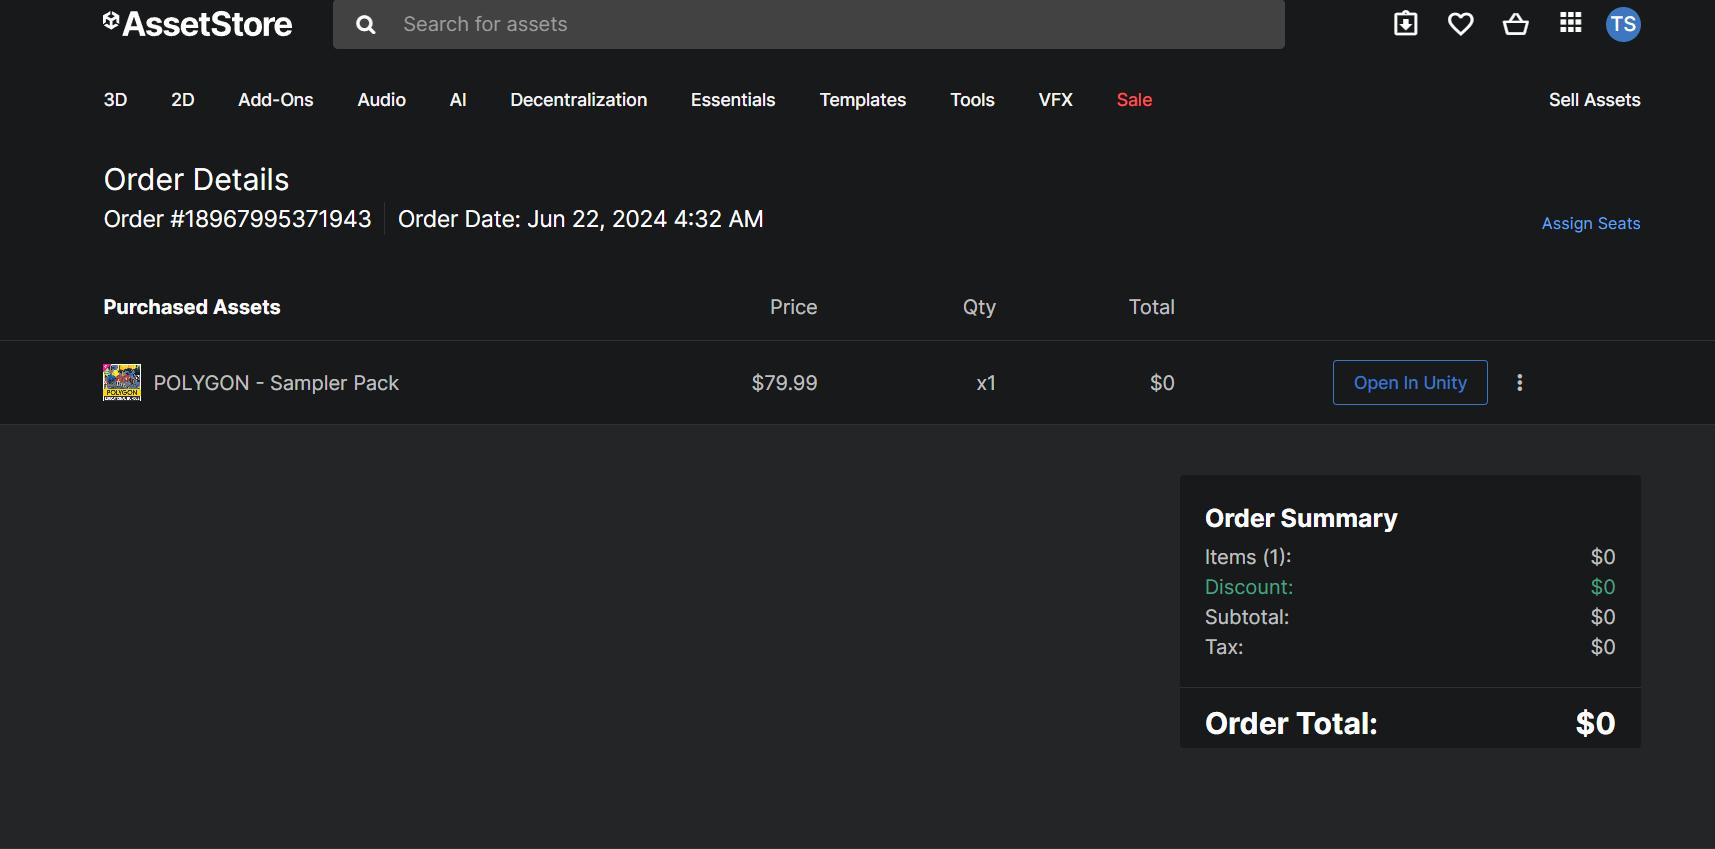 AssetStore
Search for assets
TS
3D 2D Add-Ons Audio AI Decentralization Essentials Templates Tools VFX Sale Sell Assets
Order Details
Order #18967995371943 Order Date: Jun 22, 2024 4:32 AM
Assign Seats
Purchased Assets Price Qty Total
POLYGON
POLYGON - Sampler Pack $79.99 x1 $0 Open In Unity
Order Summary
Items (1): $0
Discount: $0
Subtotal: $0
Tax: $0
Order Total: $0